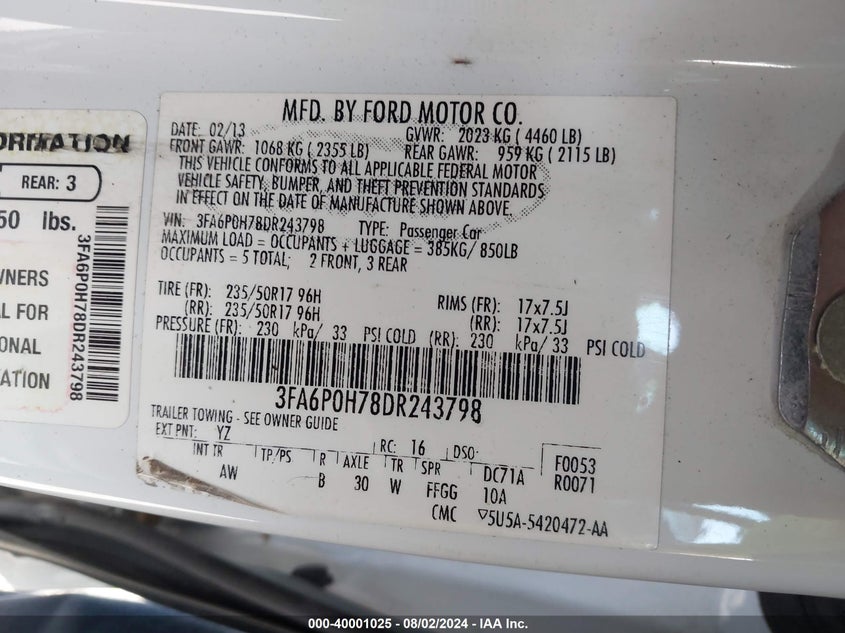 ORMATION
REAR: 3
50 lbs.
WNERS
AL FOR
ONAL
TATION
3FA6P0H78DR243798
MFD. BY FORD MOTOR CO.
DATE: 02/13 GVWR: 2023 KG ( 4460 LB)
FRONT GAWR: 1068 KG ( 2355 LB) REAR GAWR: 959 KG ( 2115 LB)
THIS VEHICLE CONFORMS TO ALL APPLICABLE FEDERAL MOTOR
VEHICLE SAFETY, BUMPER, AND THEFT PREVENTION STANDARDS
IN EFFECT ON THE DATE OF MANUFACTURE SHOWN ABOVE.
VIN: 3FA6P0H78DR243798 TYPE: Passenger Car
MAXIMUM LOAD = OCCUPANTS + LUGGAGE = 385KG/ 850LB
OCCUPANTS = 5 TOTAL; 2 FRONT, 3 REAR
TIRE (FR): 235/50R17 96H RIMS (FR): 17x7.5J
(RR): 235/50R17 96H (RR): 17x7.5J
PRESSURE (FR): 230 kPa/ 33 PSI COLD (RR): 230 kPa/ 33 PSI COLD
3FA6P0H78DR243798
TRAILER TOWING - SEE OWNER GUIDE
EXT PNT: YZ RC: 16 DSO: F0053
INT TR TP/PS R AXLE TR SPR DC71A R0071
AW B 30 W FFGG 10A
CMC ▽5U5A-5420472-AA
000-40001025 - 08/02/2024 - IAA Inc.